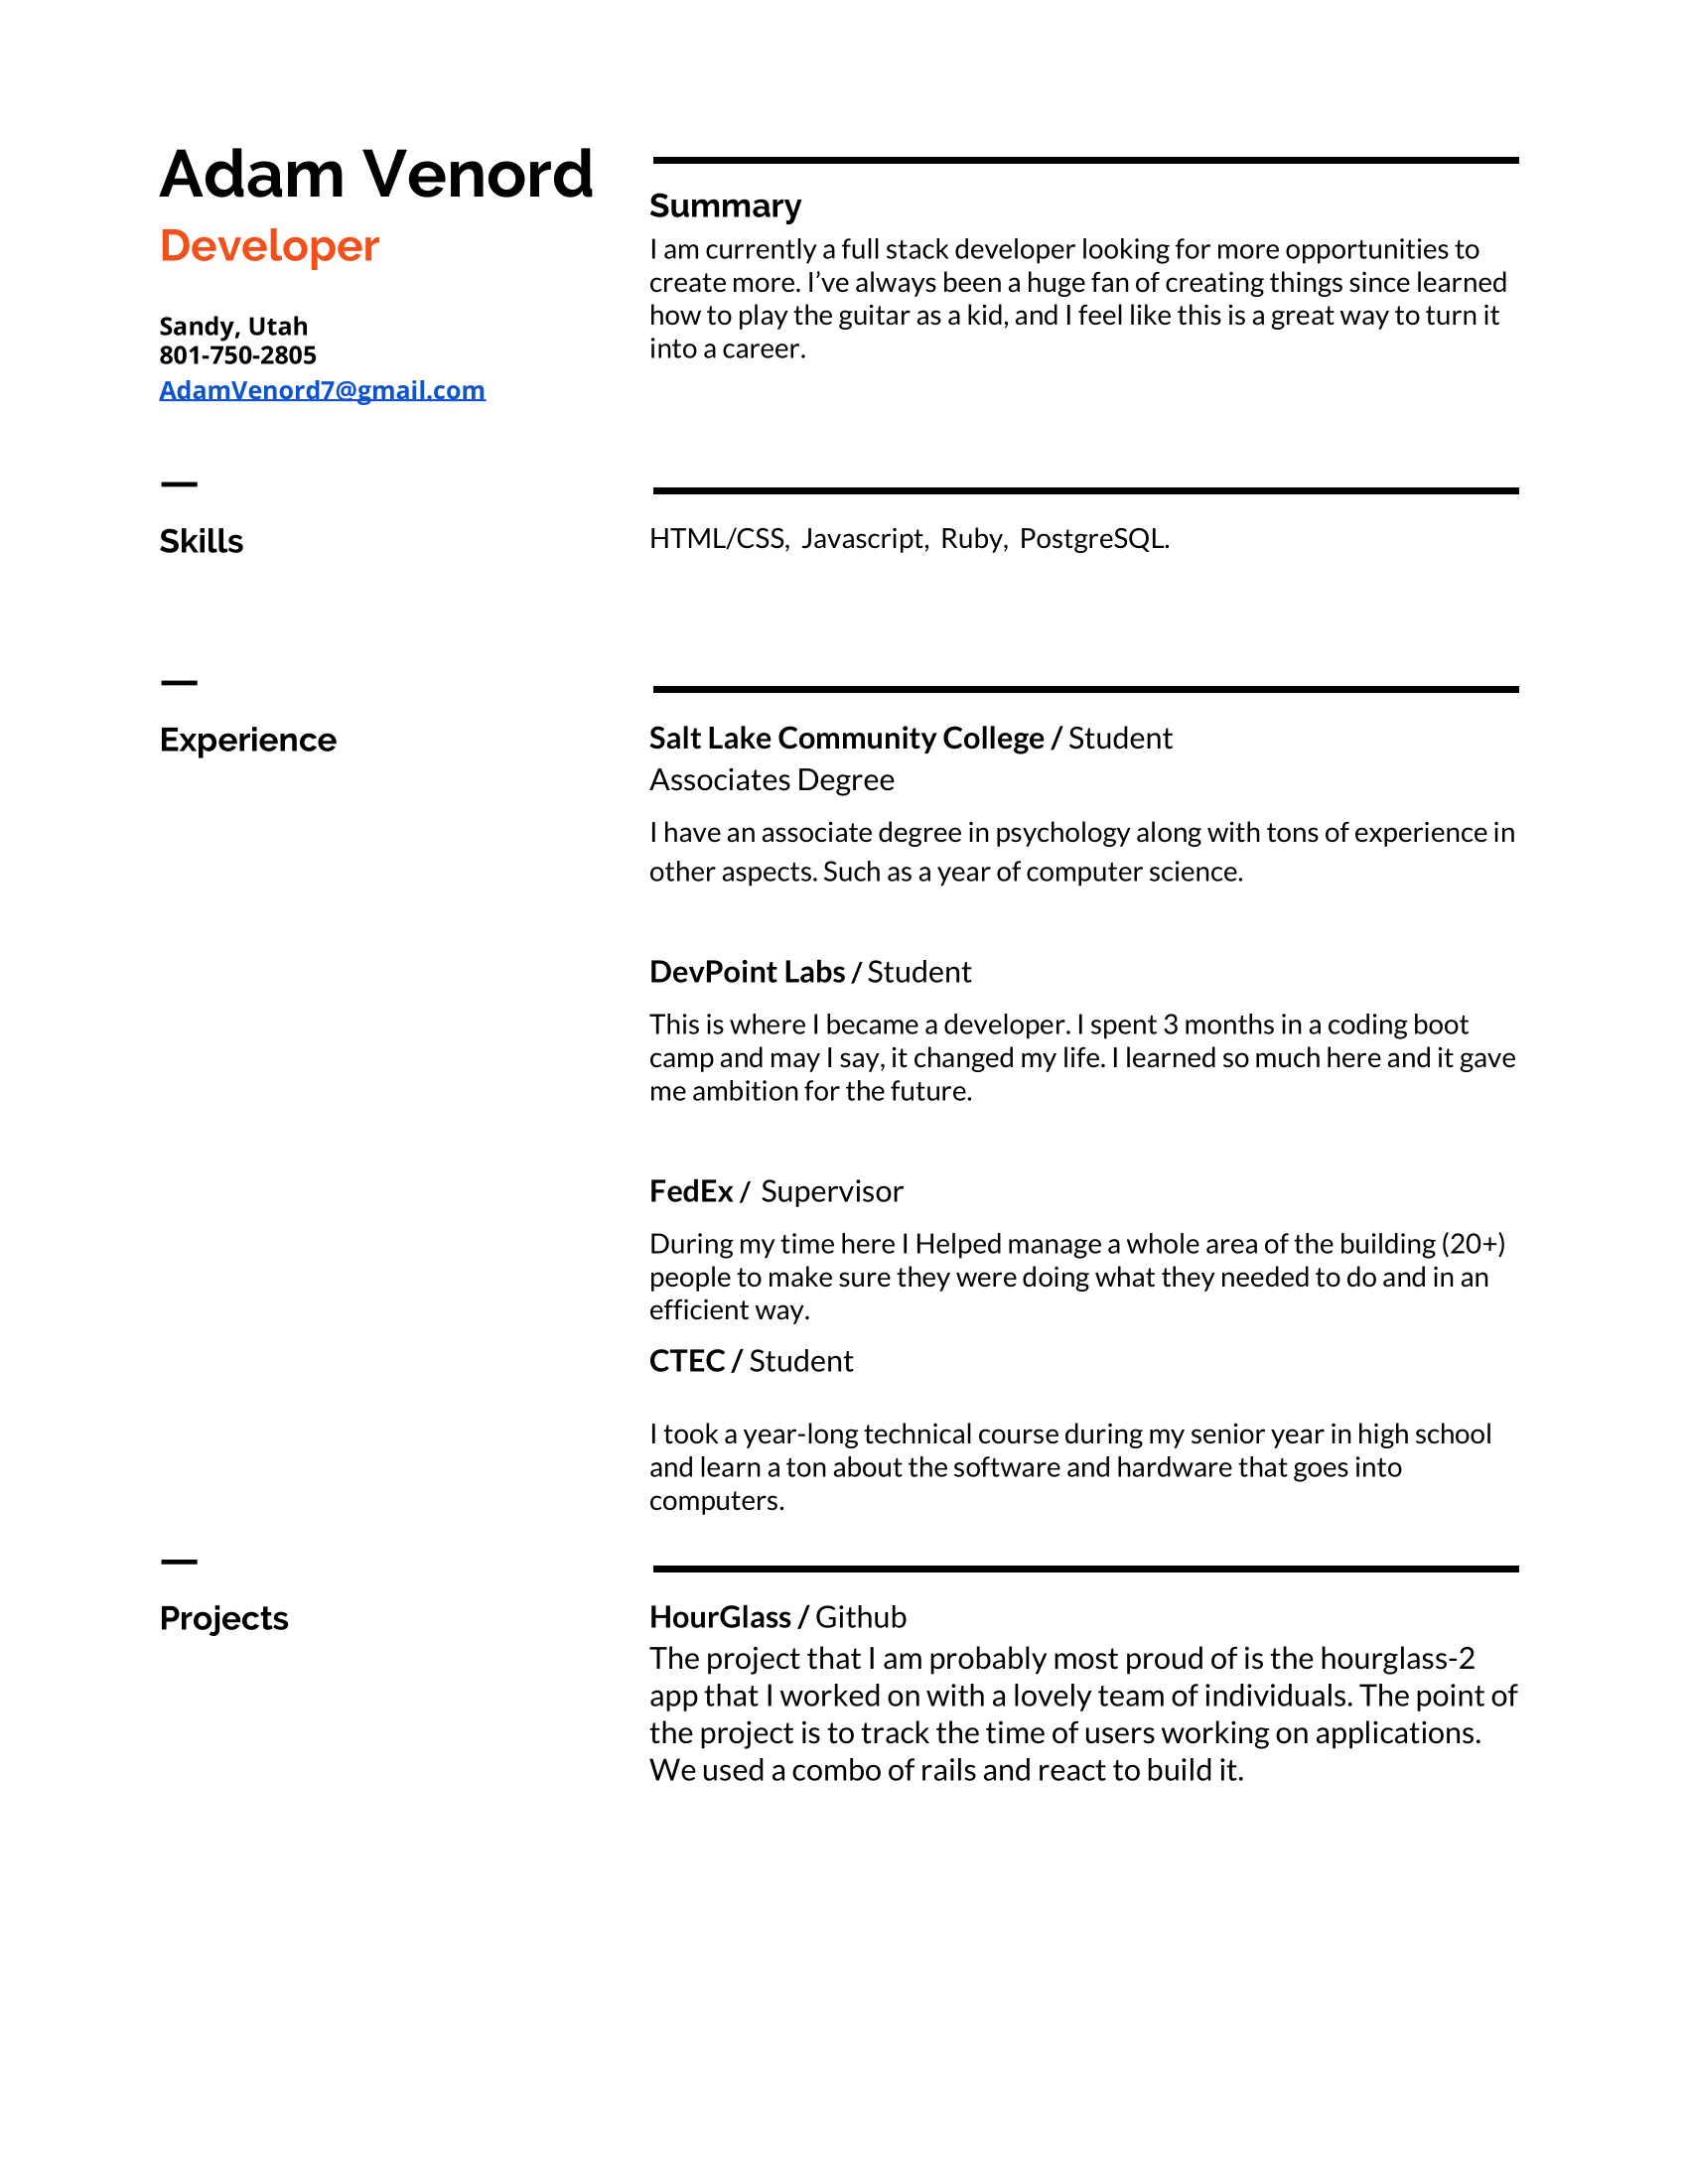 Adam Venord
Developer
Sandy, Utah
801-750-2805
AdamVenord7@gmail.com
Summary
I am currently a full stack developer looking for more opportunities to
create more. I’ve always been a huge fan of creating things since learned
how to play the guitar as a kid, and I feel like this is a great way to turn it
into a career.
—
Skills
HTML/CSS, Javascript, Ruby, PostgreSQL.
—
Experience
Salt Lake Community College / Student
Associates Degree
I have an associate degree in psychology along with tons of experience in
other aspects. Such as a year of computer science.
DevPoint Labs / Student
This is where I became a developer. I spent 3 months in a coding boot
camp and may I say, it changed my life. I learned so much here and it gave
me ambition for the future.
FedEx / Supervisor
During my time here I Helped manage a whole area of the building (20+)
people to make sure they were doing what they needed to do and in an
efficient way.
CTEC / Student
I took a year-long technical course during my senior year in high school
and learn a ton about the software and hardware that goes into
computers.
—
Projects
HourGlass / Github
The project that I am probably most proud of is the hourglass-2
app that I worked on with a lovely team of individuals. The point of
the project is to track the time of users working on applications.
We used a combo of rails and react to build it.